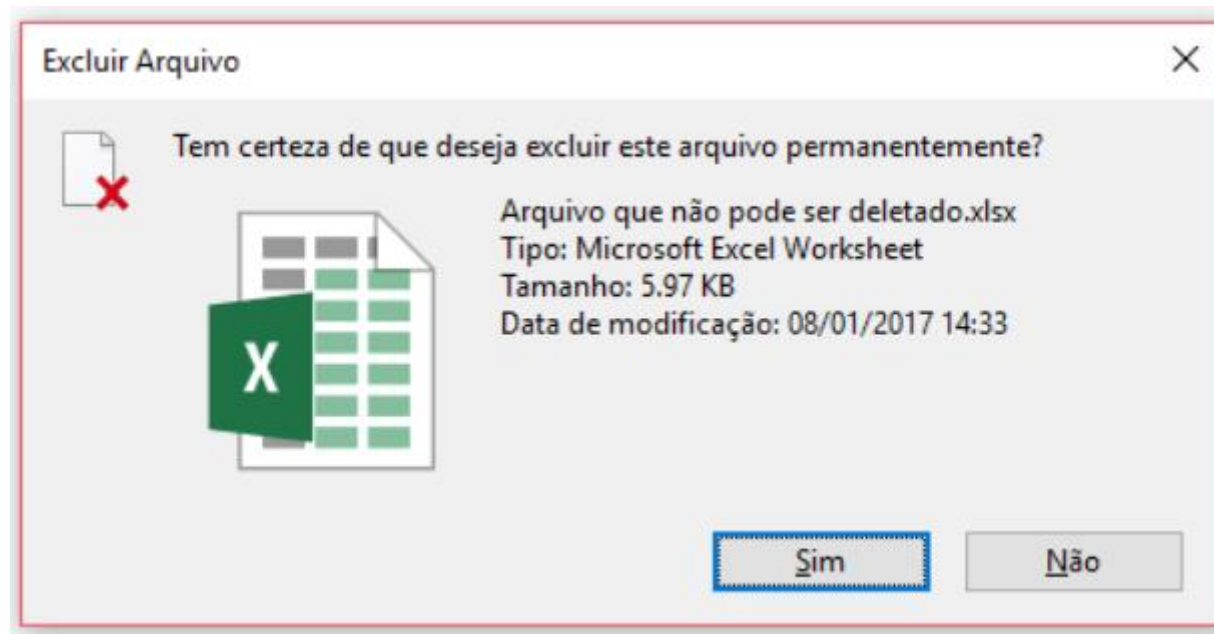 Excluir Arquivo
Tem certeza de que deseja excluir este arquivo permanentemente?
Arquivo que não pode ser deletado.xlsx
Tipo: Microsoft Excel Worksheet
Tamanho: 5.97 KB
Data de modificação: 08/01/2017 14:33
X
Sim
Não